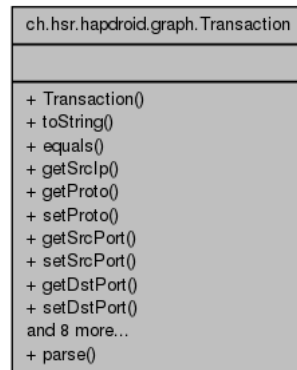 ch.hsr.hapdroid.graph.Transaction
+ Transaction()
+ toString()
+ equals()
+ getSrcIp()
+ getProto()
+ setProto()
+ getSrcPort()
+ setSrcPort()
+ getDstPort()
+ setDstPort()
and 8 more...
+ parse()